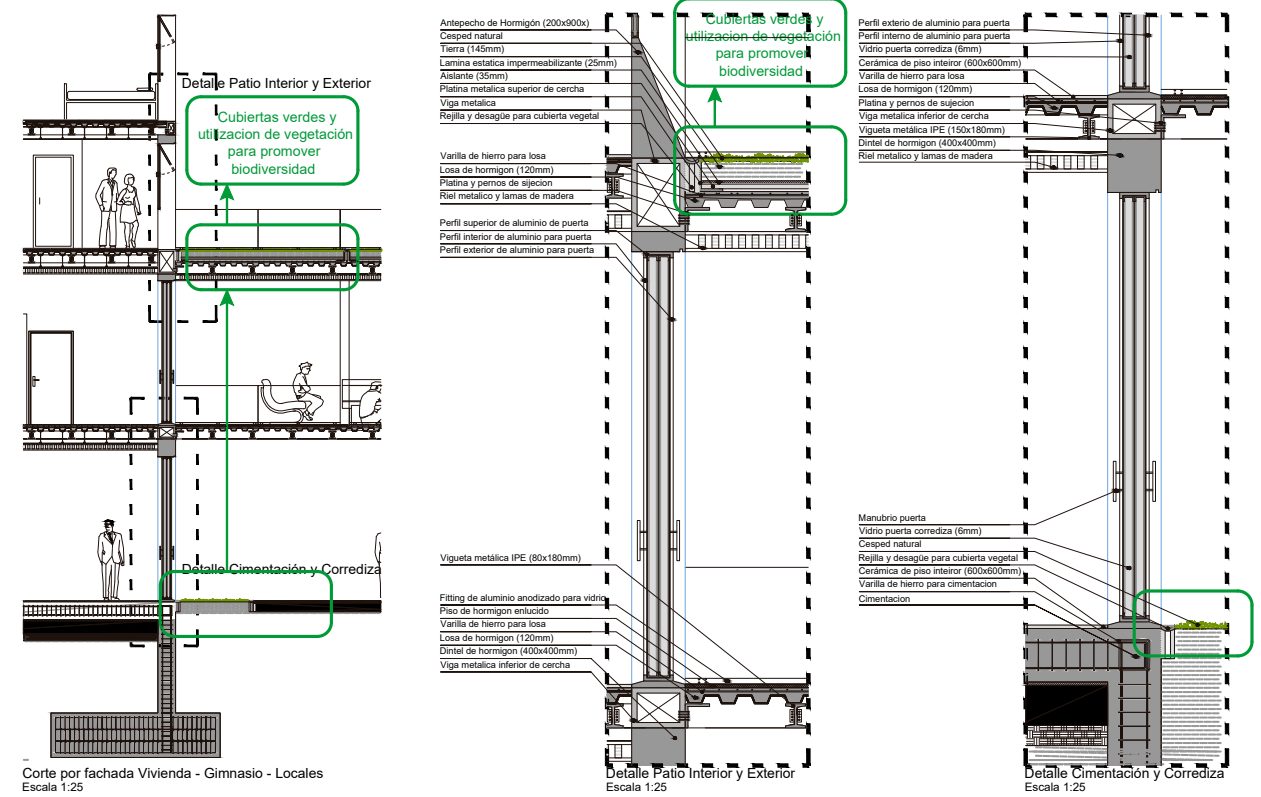 Detalle Patio Interior y Exterior
Cubiertas verdes y
utilizacion de vegetación
para promover
biodiversidad
Detalle Cimentación y Corrediza
Corte por fachada Vivienda - Gimnasio - Locales
Escala 1:25
Antepecho de Hormigón (200x900x)
Cesped natural
Tierra (145mm)
Lamina estatica impermeabilizante (25mm)
Aislante (35mm)
Platina metalica superior de cercha
Viga metalica
Rejilla y desagüe para cubierta vegetal
Cubiertas verdes y
utilizacion de vegetación
para promover
biodiversidad
Varilla de hierro para losa
Losa de hormigon (120mm)
Platina y pernos de sijecion
Riel metalico y lamas de madera
Perfil superior de aluminio de puerta
Perfil interior de aluminio para puerta
Perfil exterior de aluminio para puerta
Vigueta metálica IPE (80x180mm)
Fitting de aluminio anodizado para vidrio
Piso de hormigon enlucido
Varilla de hierro para losa
Losa de hormigon (120mm)
Dintel de hormigon (400x400mm)
Viga metalica inferior de cercha
Detalle Patio Interior y Exterior
Escala 1:25
Perfil exterio de aluminio para puerta
Perfil interno de aluminio para puerta
Vidrio puerta corrediza (6mm)
Cerámica de piso inteiror (600x600mm)
Varilla de hierro para losa
Losa de hormigon (120mm)
Platina y pernos de sujecion
Viga metalica inferior de cercha
Vigueta metálica IPE (150x180mm)
Dintel de hormigon (400x400mm)
Riel metalico y lamas de madera
Manubrio puerta
Vidrio puerta corrediza (6mm)
Cesped natural
Rejilla y desagüe para cubierta vegetal
Cerámica de piso inteiror (600x600mm)
Varilla de hierro para cimentacion
Cimentacion
Detalle Cimentación y Corrediza
Escala 1:25